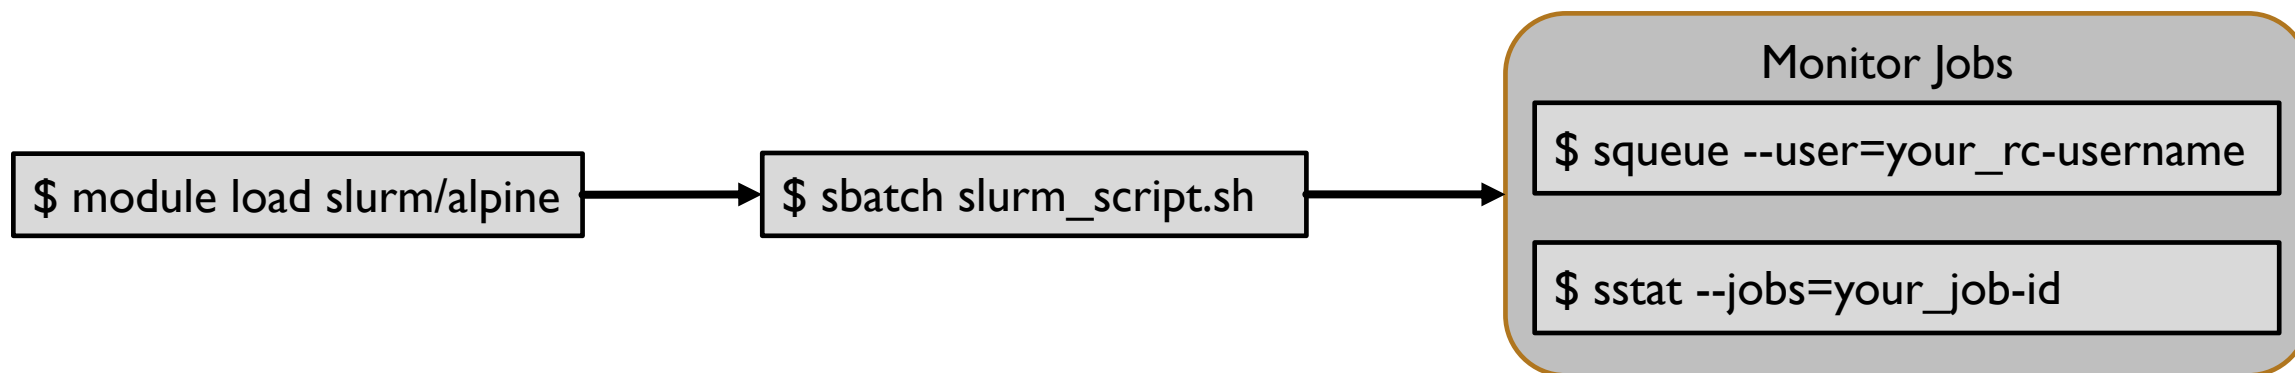 $ module load slurm/alpine
$ sbatch slurm_script.sh
Monitor Jobs
$ squeue --user=your_rc-username
$ sstat --jobs=your_job-id